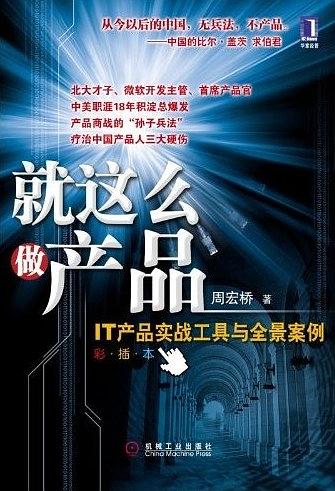 从今以后的中国，无兵法，不产品。
——中国的比尔·盖茨 求伯君
华章IT
北大才子、微软开发主管、首席产品官
中美职涯18年积淀总爆发
产品商战的“孙子兵法”
疗治中国产品人三大硬伤
就这么
做产品
周宏桥 著
IT产品实战工具与全景案例
彩·插·本
机械工业出版社
China Machine Press